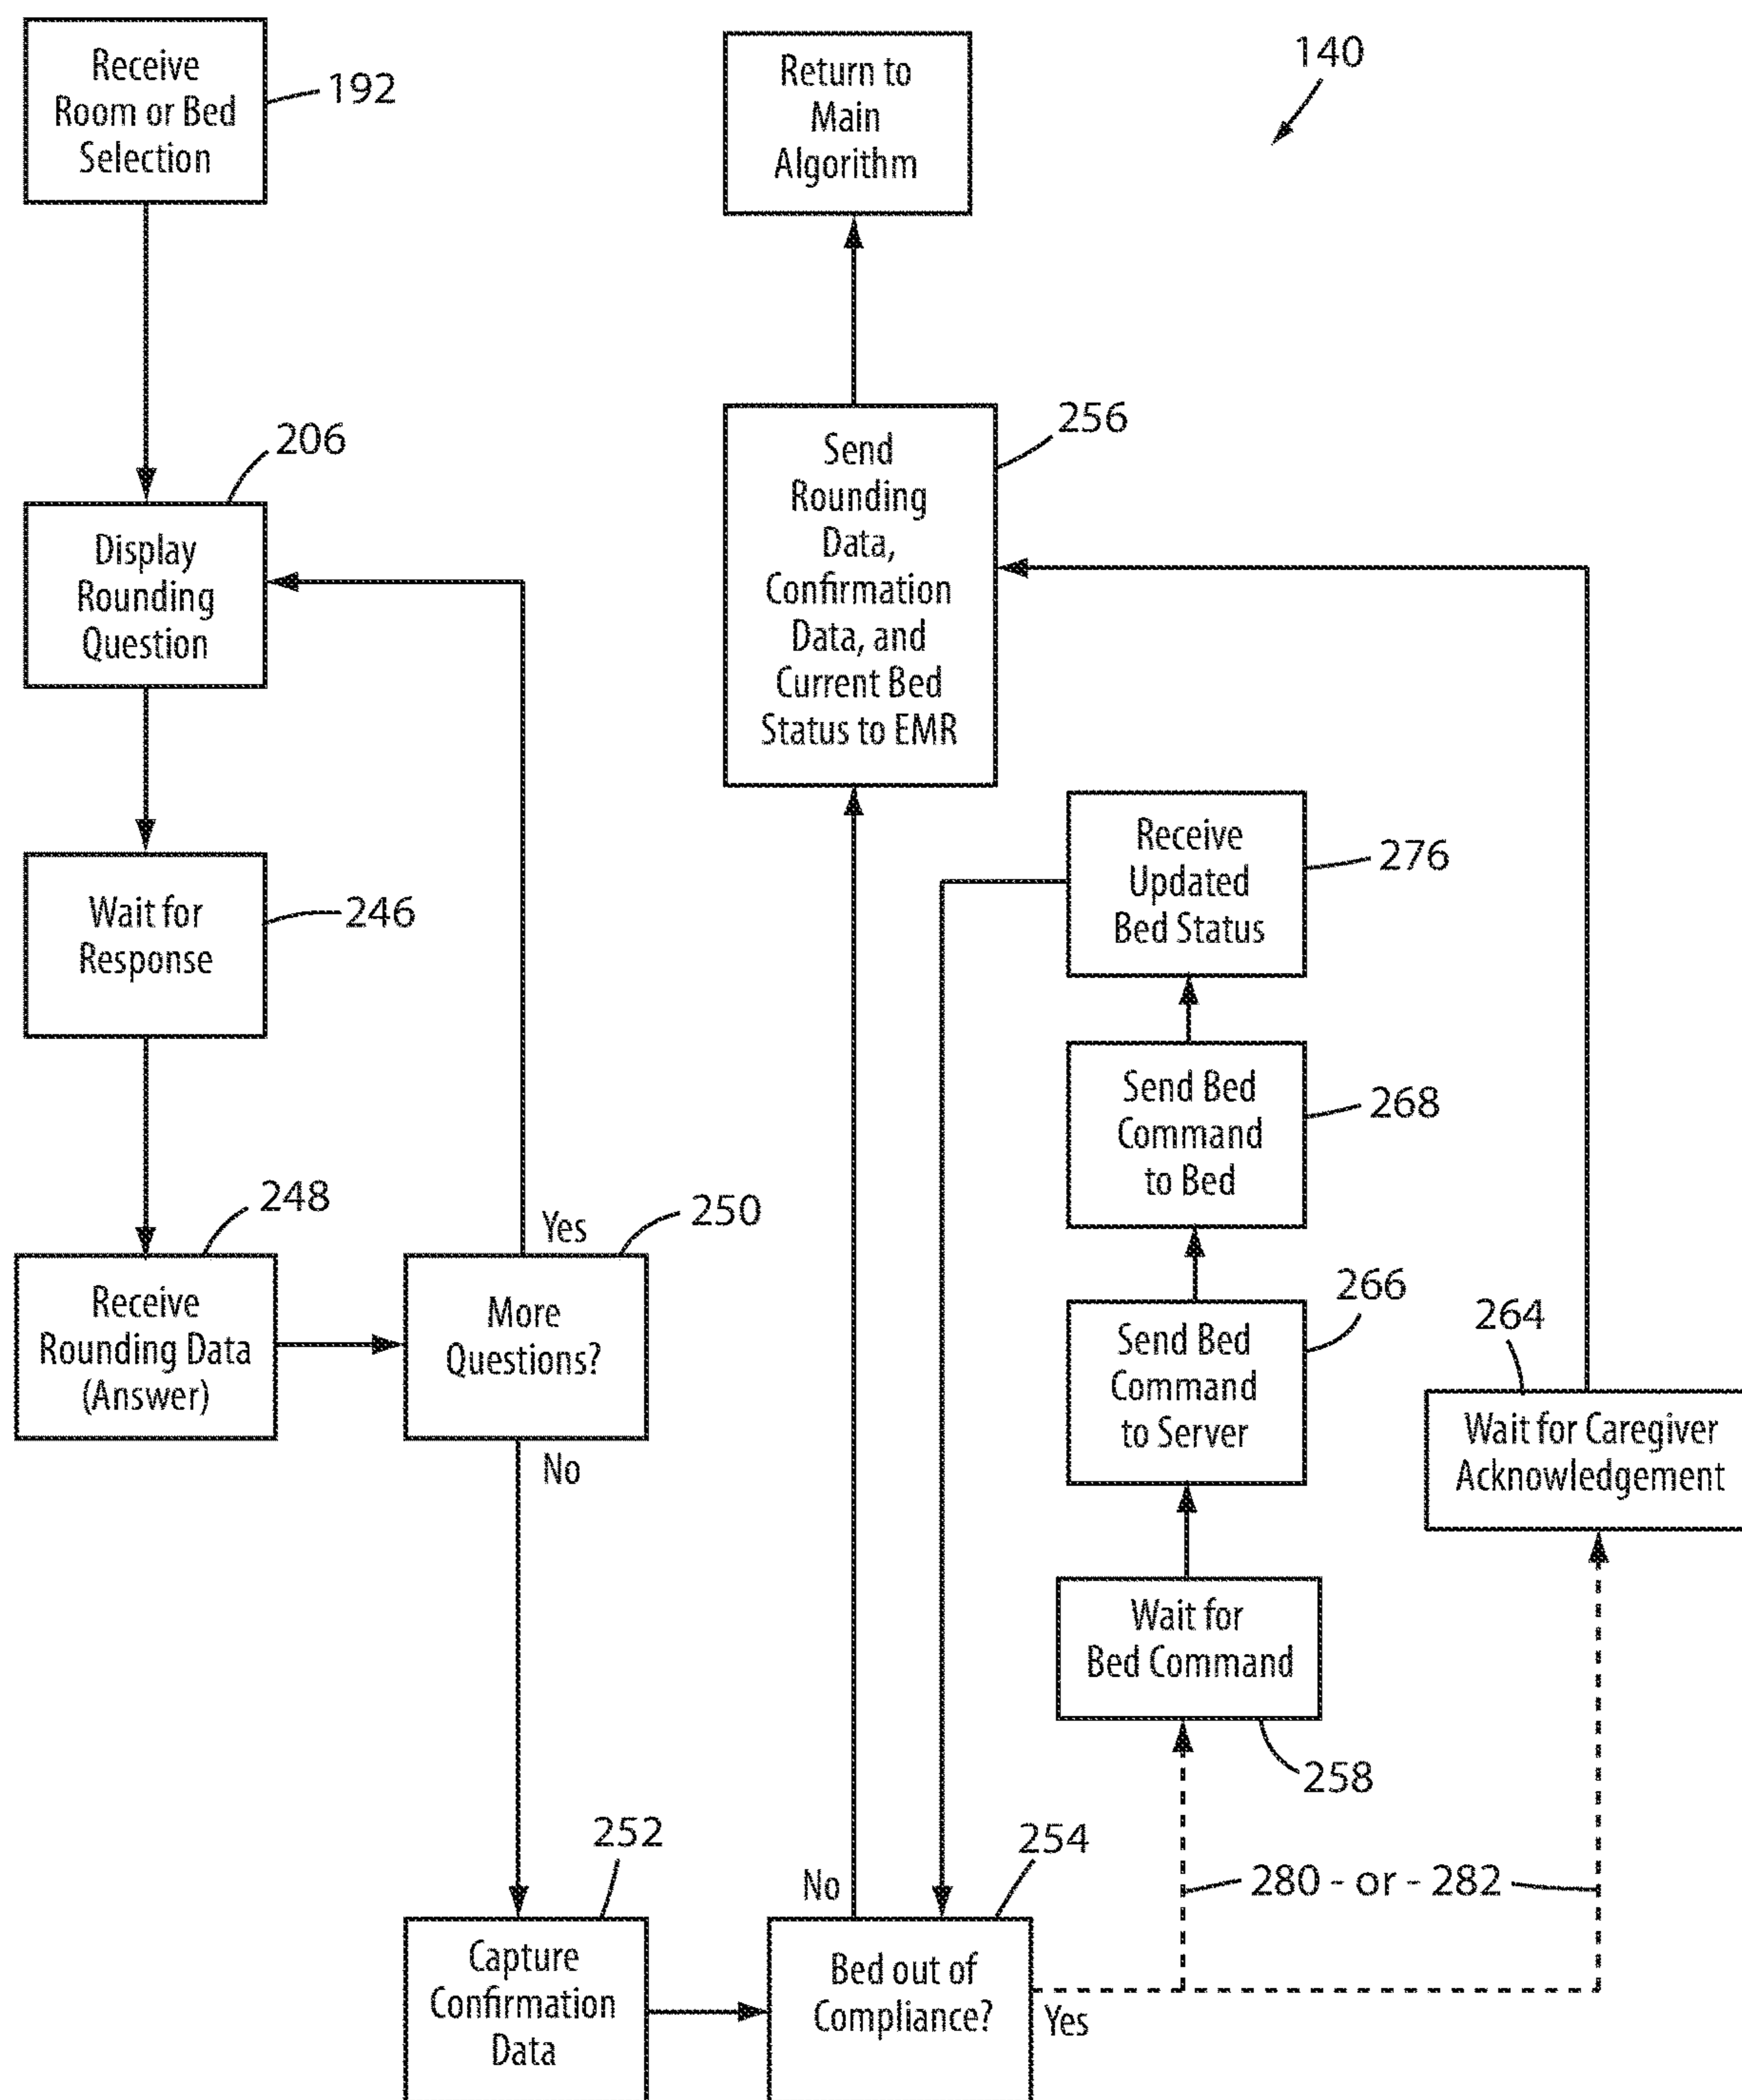 Receive
Room or Bed
Selection
192
Return to
Main
Algorithm
140
206
Display
Rounding
Question
256
Send
Rounding
Data,
Confirmation
Data, and
Current Bed
Status to EMR
Wait for
Response
246
Receive
Updated
Bed Status
276
Send Bed
Command
to Bed
268
248
Receive
Rounding Data
(Answer)
Yes
250
More
Questions?
No
266
Send Bed
Command
to Server
264
Wait for Caregiver
Acknowledgement
Wait for
Bed Command
258
252
Capture
Confirmation
Data
No
254
Bed out of
Compliance?
Yes
280 - or - 282